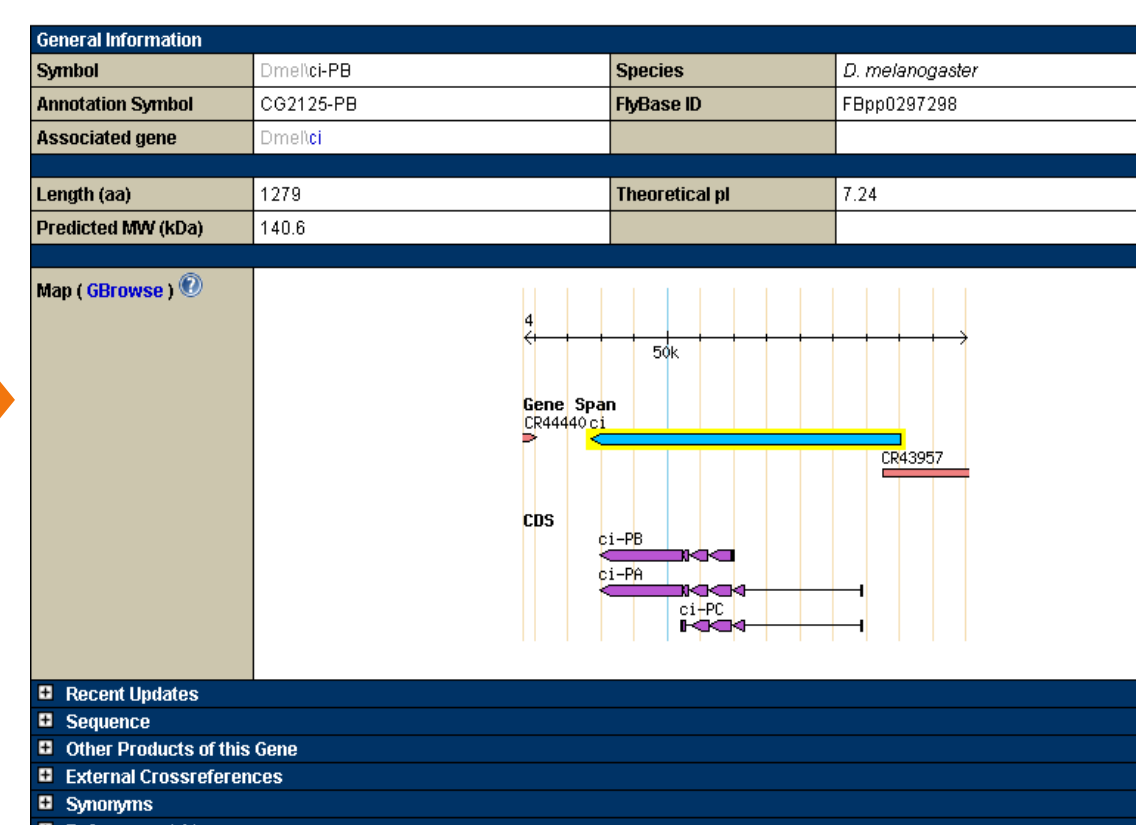 General Information
Symbol Dmel\ci-PB Species D. melanogaster
Annotation Symbol CG2125-PB FlyBase ID FBpp0297298
Associated gene Dmel\ci
Length (aa) 1279 Theoretical pI 7.24
Predicted MW (kDa) 140.6
Map ( GBrowse ) ?
4
50k
Gene Span
CR44440 ci
CR43957
CDS
ci-PB
ci-PA
ci-PC
Recent Updates
Sequence
Other Products of this Gene
External Crossreferences
Synonyms